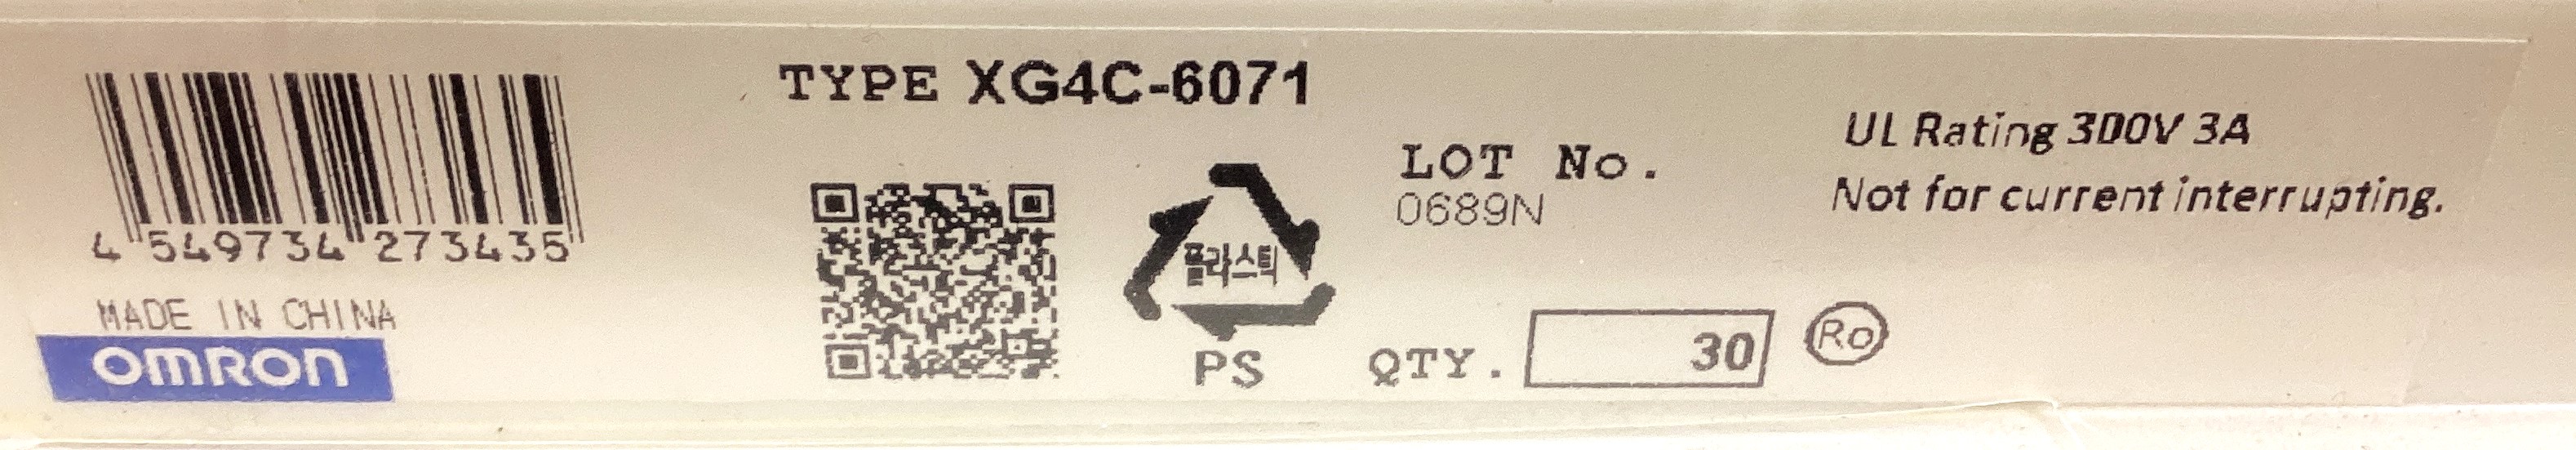 TYPE XG4C-6071
4 549734 273435
MADE IN CHINA
OMRON
플라스틱
PS
LOT No.
0689N
QTY. 30
Ro
UL Rating 300V 3A
Not for current interrupting.